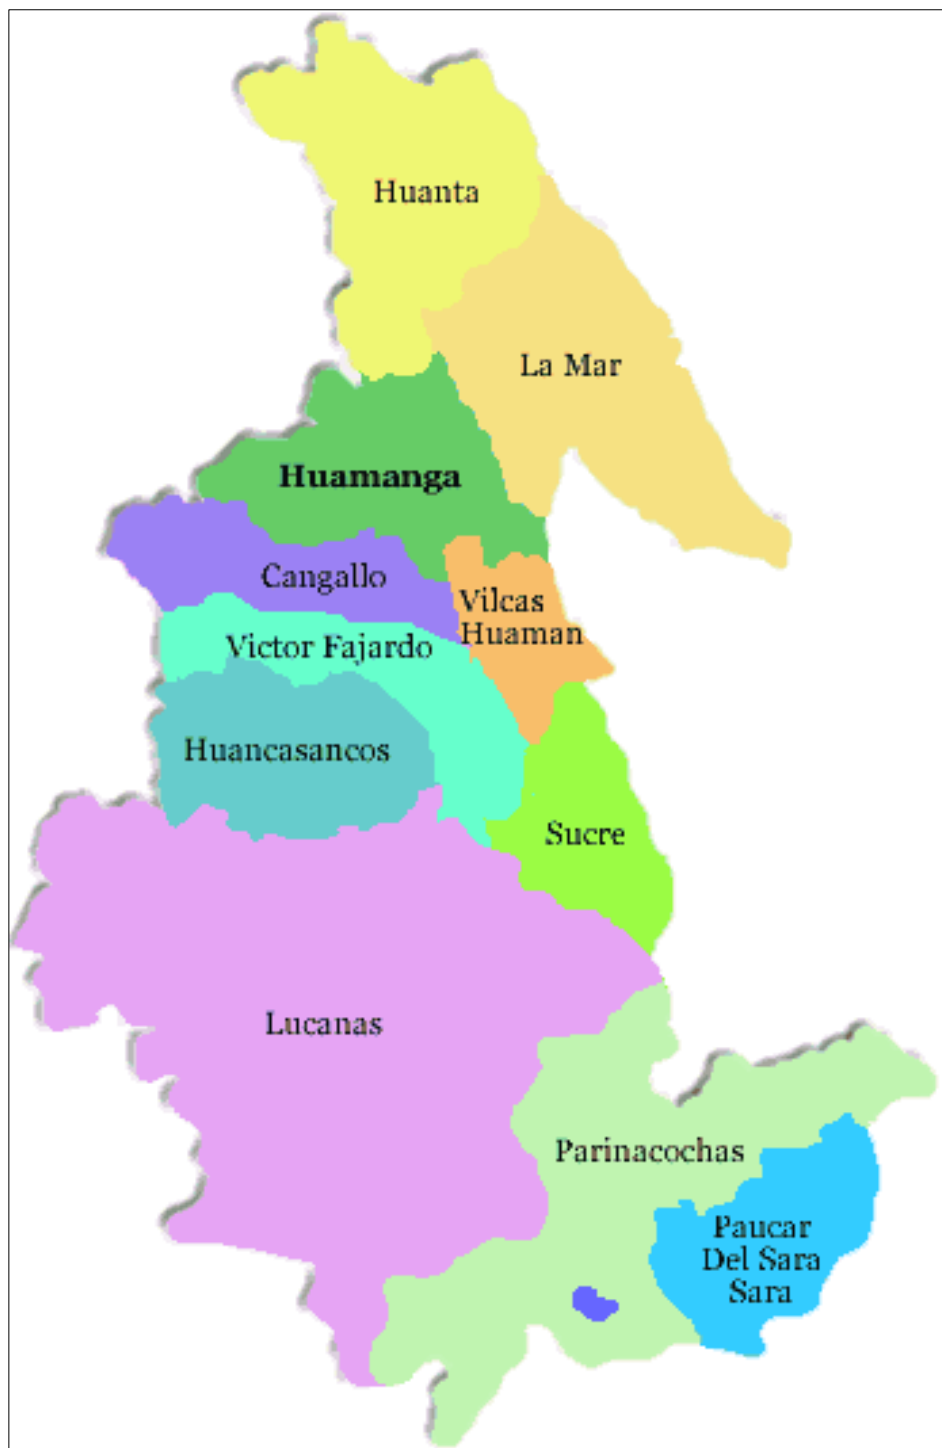 Huanta
La Mar
Huamanga
Cangallo
Vilcas
Huaman
Victor Fajardo
Huancasancos
Sucre
Lucanas
Parinacochas
Paucar
Del Sara
Sara